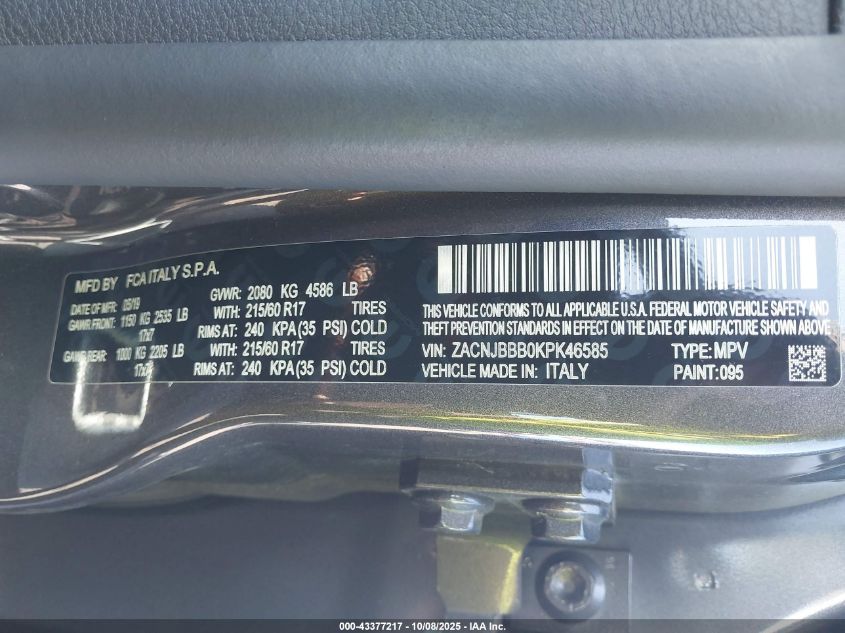 MFD BY FCA ITALY S.P.A.
DATE OF MFR 05/19 GVWR: 2080 KG 4586 LB
GAWR FRONT: 1150 KG 2535 LB WITH: 215/60 R17 TIRES
17x7 RIMS AT: 240 KPA (35 PSI) COLD
GAWR REAR: 1000 KG 2205 LB WITH: 215/60 R17 TIRES
17x7 RIMS AT: 240 KPA (35 PSI) COLD
THIS VEHICLE CONFORMS TO ALL APPLICABLE U.S.A. FEDERAL MOTOR VEHICLE SAFETY AND
THEFT PREVENTION STANDARDS IN EFFECT ON THE DATE OF MANUFACTURE SHOWN ABOVE.
VIN: ZACNJBBB0KPK46585 TYPE: MPV
VEHICLE MADE IN: ITALY PAINT: 095
000-43377217 - 10/08/2025 - IAA Inc.